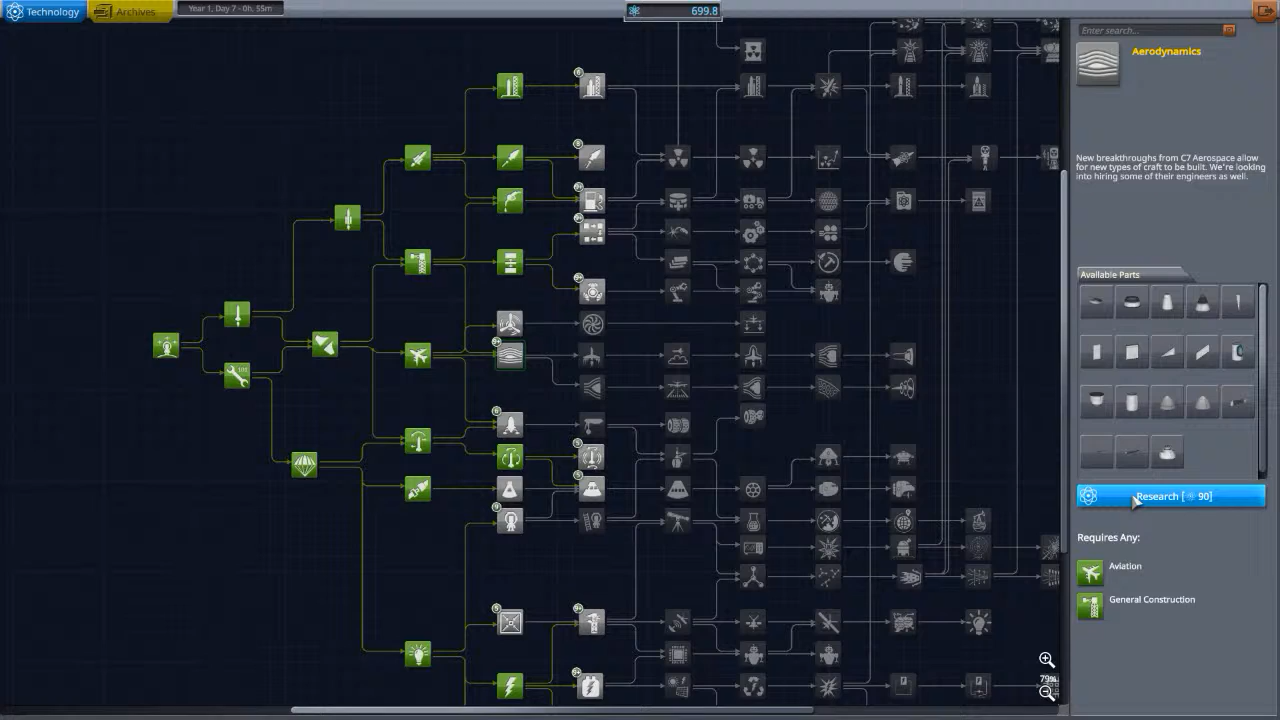 Technology
Archives
Year 1, Day 7 - 0h, 55m
699.8
Enter search...
Aerodynamics
New breakthroughs from C7 Aerospace allow
for new types of craft to be built. We're looking
into hiring some of their engineers as well.
Available Parts
Research [ 90]
Requires Any:
Aviation
General Construction
79%